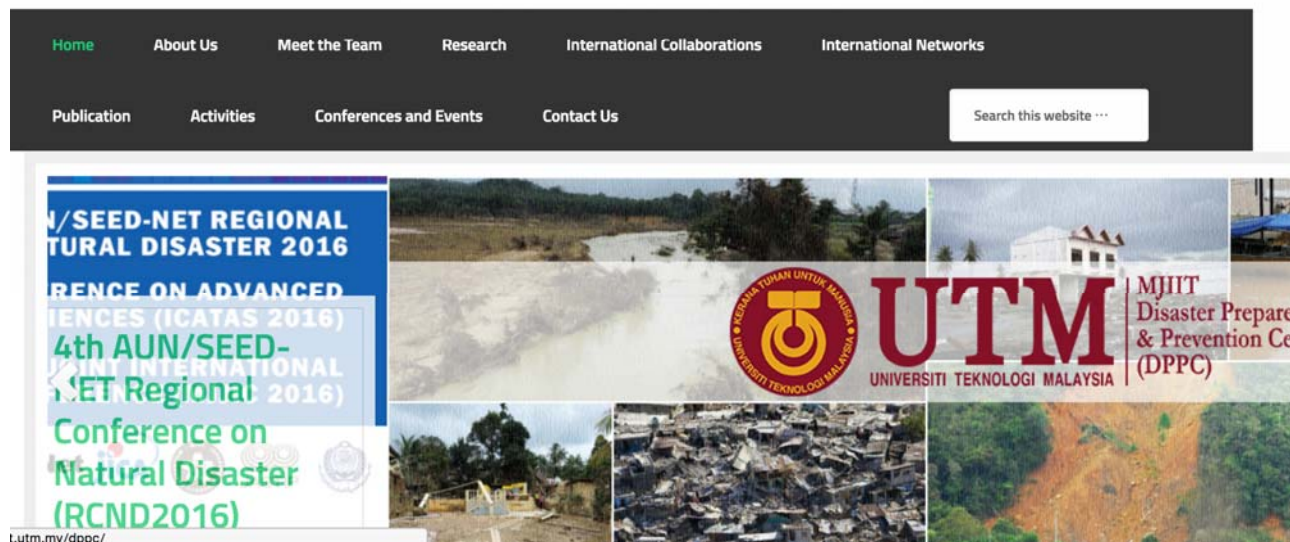 Home About Us Meet the Team Research International Collaborations International Networks
Publication Activities Conferences and Events Contact Us Search this website ...
N/SEED-NET REGIONAL
TURAL DISASTER 2016
RENCE ON ADVANCED
IENCES (ICATAS 2016)
INT INTERNATIONAL
2016)
4th AUN/SEED-
NET Regional
Conference on
Natural Disaster
(RCND2016)
KERANA TUHAN UNTUK MANUSIA
UNIVERSITI TEKNOLOGI MALAYSIA
UTM
UNIVERSITI TEKNOLOGI MALAYSIA
MJIIT
Disaster Prepare
& Prevention Ce
(DPPC)
t.utm.my/dppc/